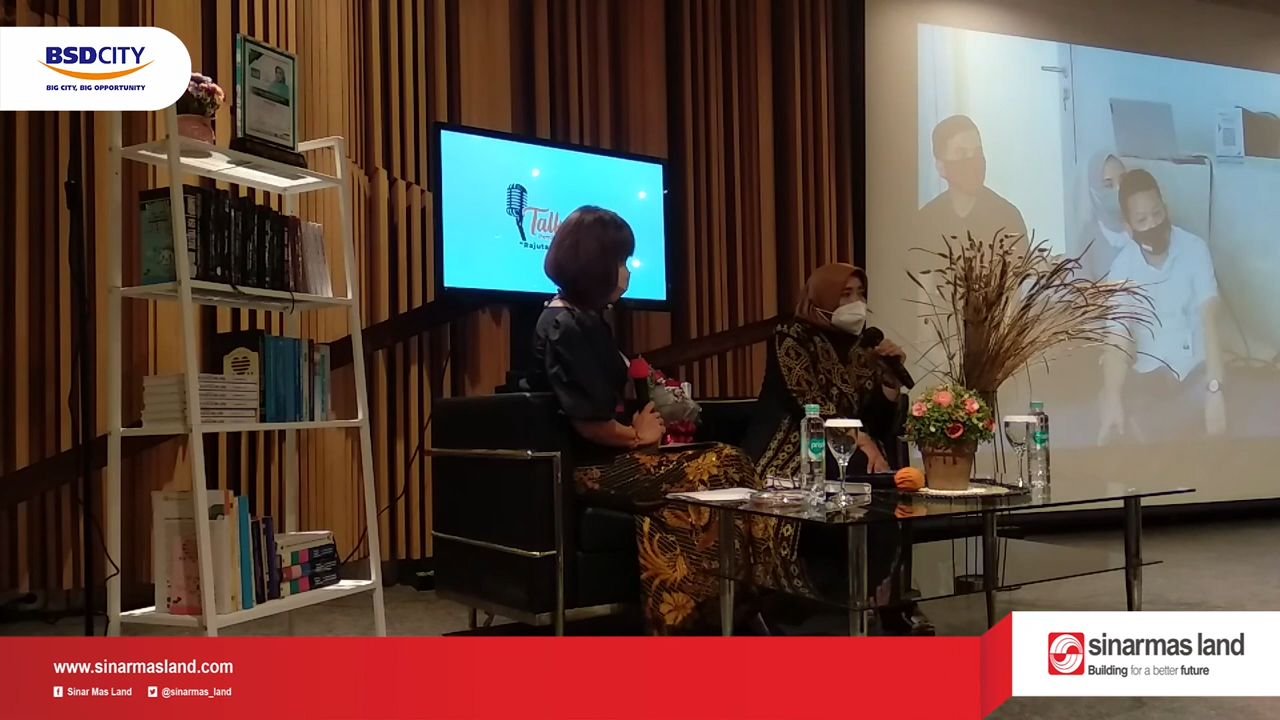 BSDCITY
BIG CITY, BIG OPPORTUNITY
www.sinarmasland.com
Sinar Mas Land
@sinarmas_land
sinarmas land
Building for a better future